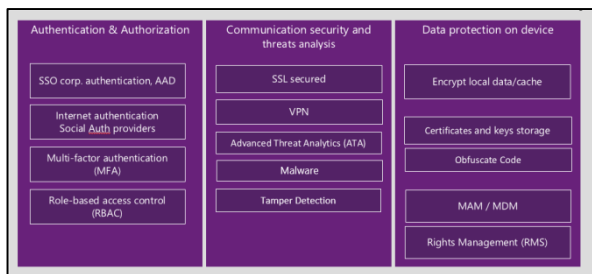 Authentication & Authorization
SSO corp. authentication, AAD
Internet authentication
Social Auth providers
Multi-factor authentication
(MFA)
Role-based access control
(RBAC)
Communication security and
threats analysis
SSL secured
VPN
Advanced Threat Analytics (ATA)
Malware
Tamper Detection
Data protection on device
Encrypt local data/cache
Certificates and keys storage
Obfuscate Code
MAM / MDM
Rights Management (RMS)